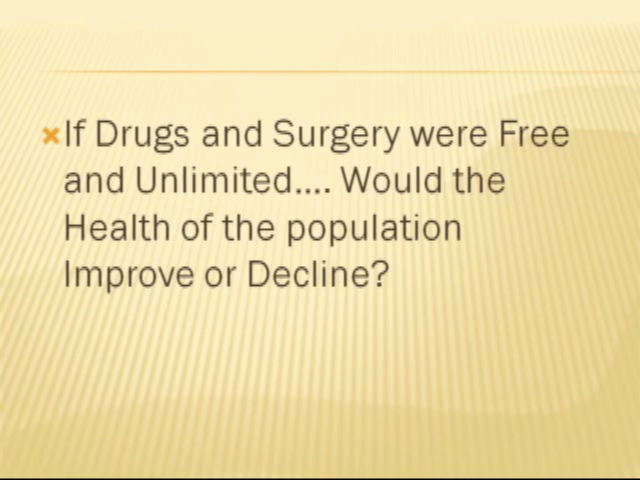 If Drugs and Surgery were Free
and Unlimited.... Would the
Health of the population
Improve or Decline?